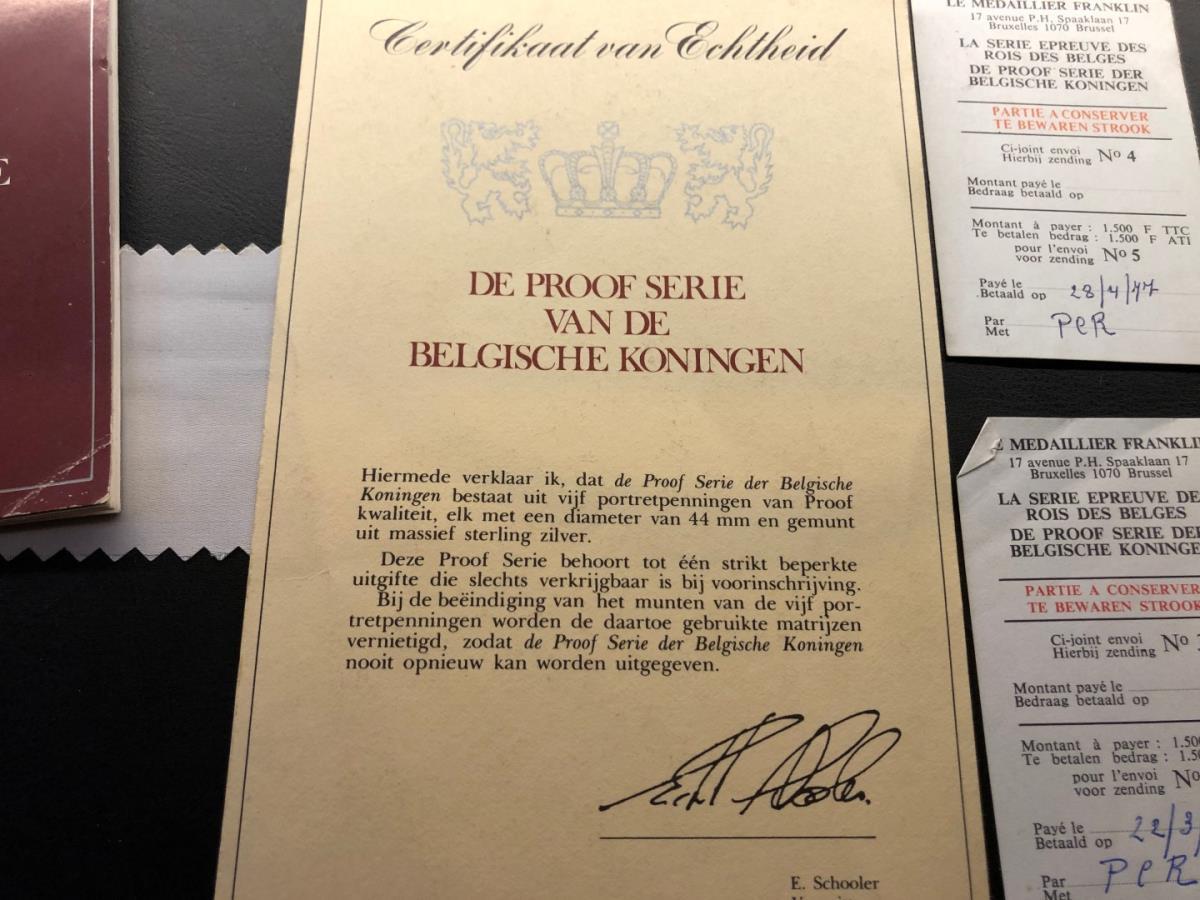 E
Certifikaat van Echtheid
DE PROOF SERIE
VAN DE
BELGISCHE KONINGEN
Hiermede verklaar ik, dat de Proof Serie der Belgische
Koningen bestaat uit vijf portretpenningen van Proof
kwaliteit, elk met een diameter van 44 mm en gemunt
uit massief sterling zilver.
Deze Proof Serie behoort tot één strikt beperkte
uitgifte die slechts verkrijgbaar is bij voorinschrijving.
Bij de beëindiging van het munten van de vijf por-
tretpenningen worden de daartoe gebruikte matrijzen
vernietigd, zodat de Proof Serie der Belgische Koningen
nooit opnieuw kan worden uitgegeven.
E. Schooler
LE MEDAILLIER FRANKLIN
17 avenue P.H. Spaaklaan 17
Bruxelles 1070 Brussel
LA SERIE EPREUVE DES
ROIS DES BELGES
DE PROOF SERIE DER
BELGISCHE KONINGEN
PARTIE A CONSERVER
TE BEWAREN STROOK
Ci-joint envoi
Hierbij zending No 4
Montant payé le
Bedraag betaald op
Montant à payer : 1.500 F TTC
Te betalen bedrag : 1.500 F ATI
pour l'envoi
voor zending No 5
Payé le
Betaald op 28/4/77
Par
Met PCR
E MEDAILLIER FRANKLIN
17 avenue P.H. Spaaklaan 17
Bruxelles 1070 Brussel
LA SERIE EPREUVE DE
ROIS DES BELGES
DE PROOF SERIE DER
BELGISCHE KONINGE
PARTIE A CONSERVER
TE BEWAREN STROOK
Ci-joint envoi
Hierbij zending No
Montant payé le
Bedraag betaald op
Montant à payer : 1.500
Te betalen bedrag : 1.5
pour l'envoi
voor zending No
Payé le
Betaald op 22/3/
Par
Met PCR